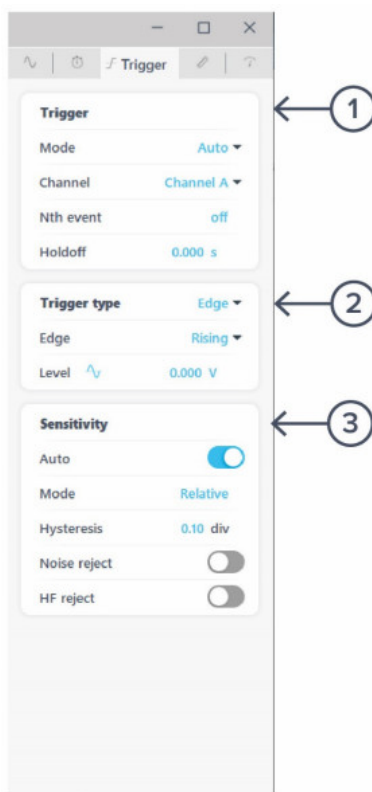 Trigger
Trigger
1
Mode Auto
Channel Channel A
Nth event off
Holdoff 0.000 s
Trigger type Edge
2
Edge Rising
Level 0.000 V
Sensitivity
3
Auto
Mode Relative
Hysteresis 0.10 div
Noise reject
HF reject